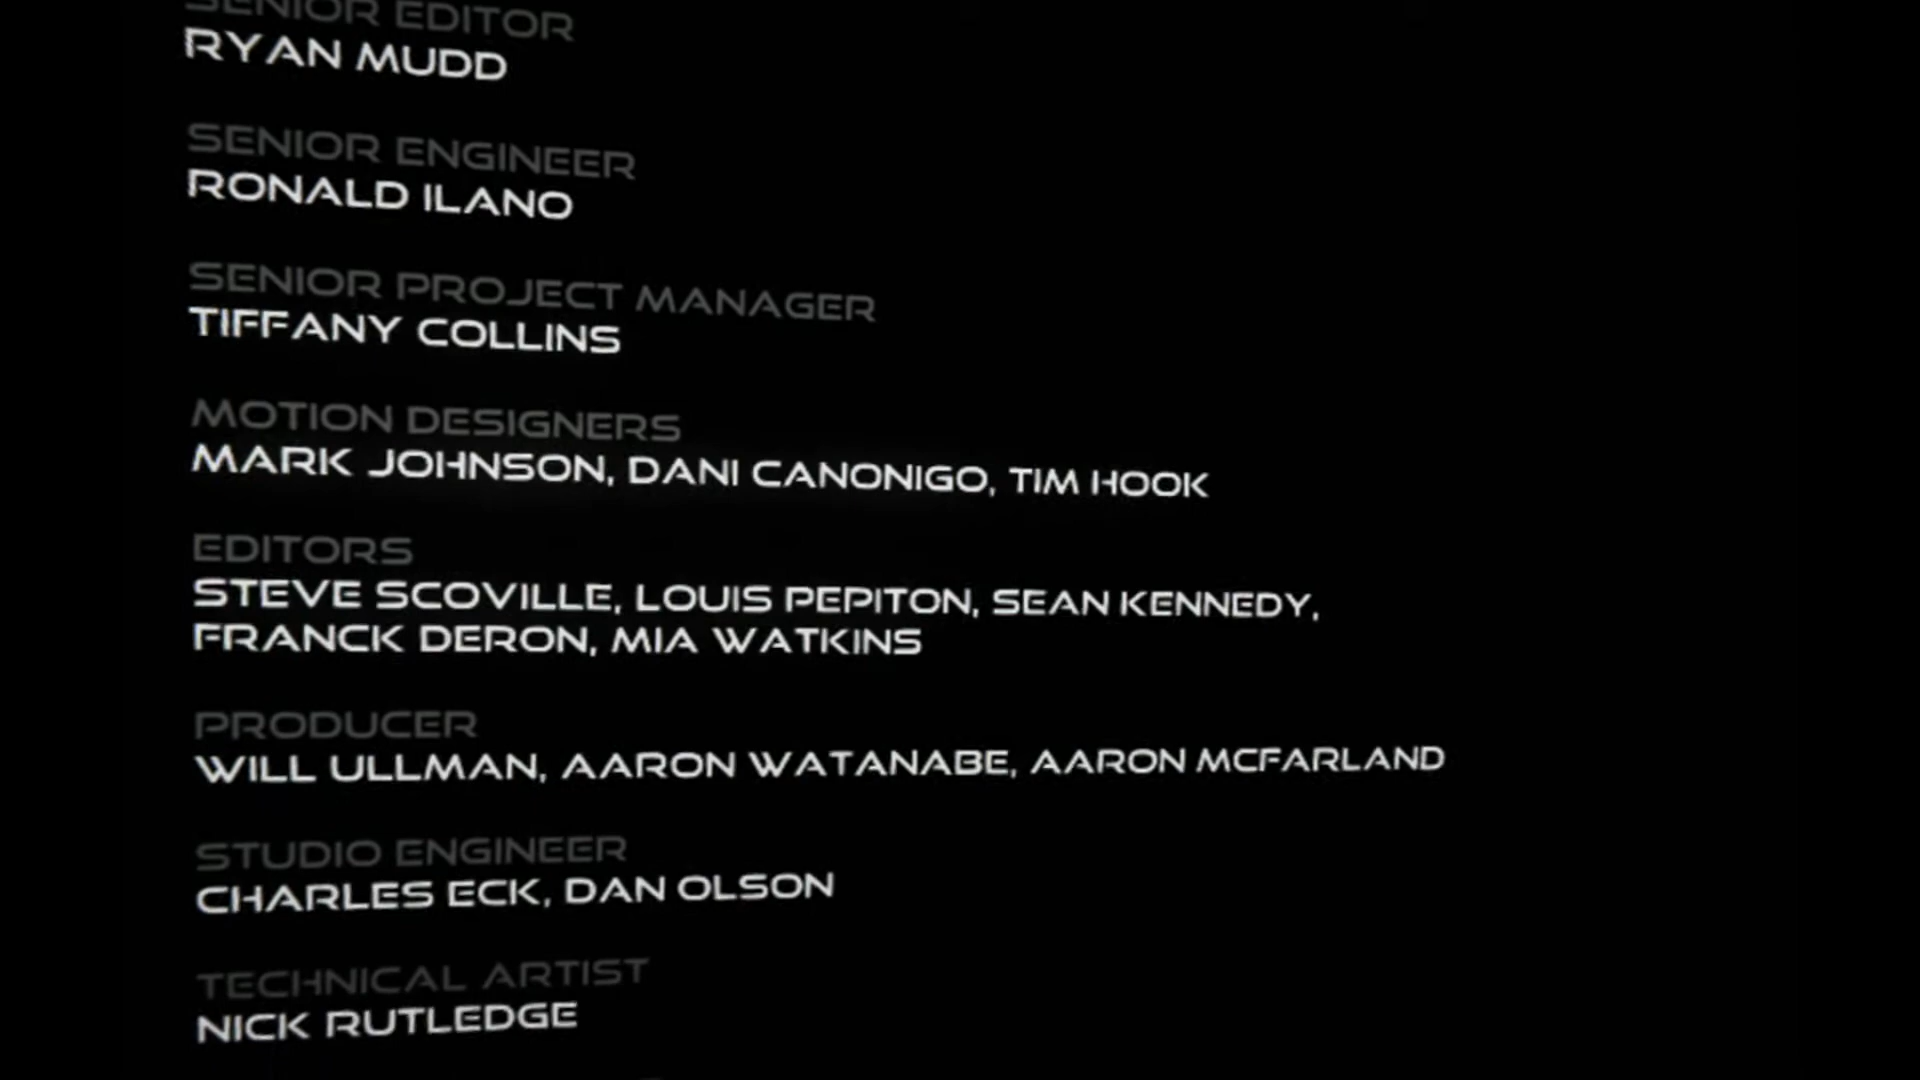 SENIOR EDITOR
RYAN MUDD
SENIOR ENGINEER
RONALD ILANO
SENIOR PROJECT MANAGER
TIFFANY COLLINS
MOTION DESIGNERS
MARK JOHNSON, DANI CANONIGO, TIM HOOK
EDITORS
STEVE SCOVILLE, LOUIS PEPITON, SEAN KENNEDY,
FRANCK DERON, MIA WATKINS
PRODUCER
WILL ULLMAN, AARON WATANABE, AARON MCFARLAND
STUDIO ENGINEER
CHARLES ECK, DAN OLSON
TECHNICAL ARTIST
NICK RUTLEDGE